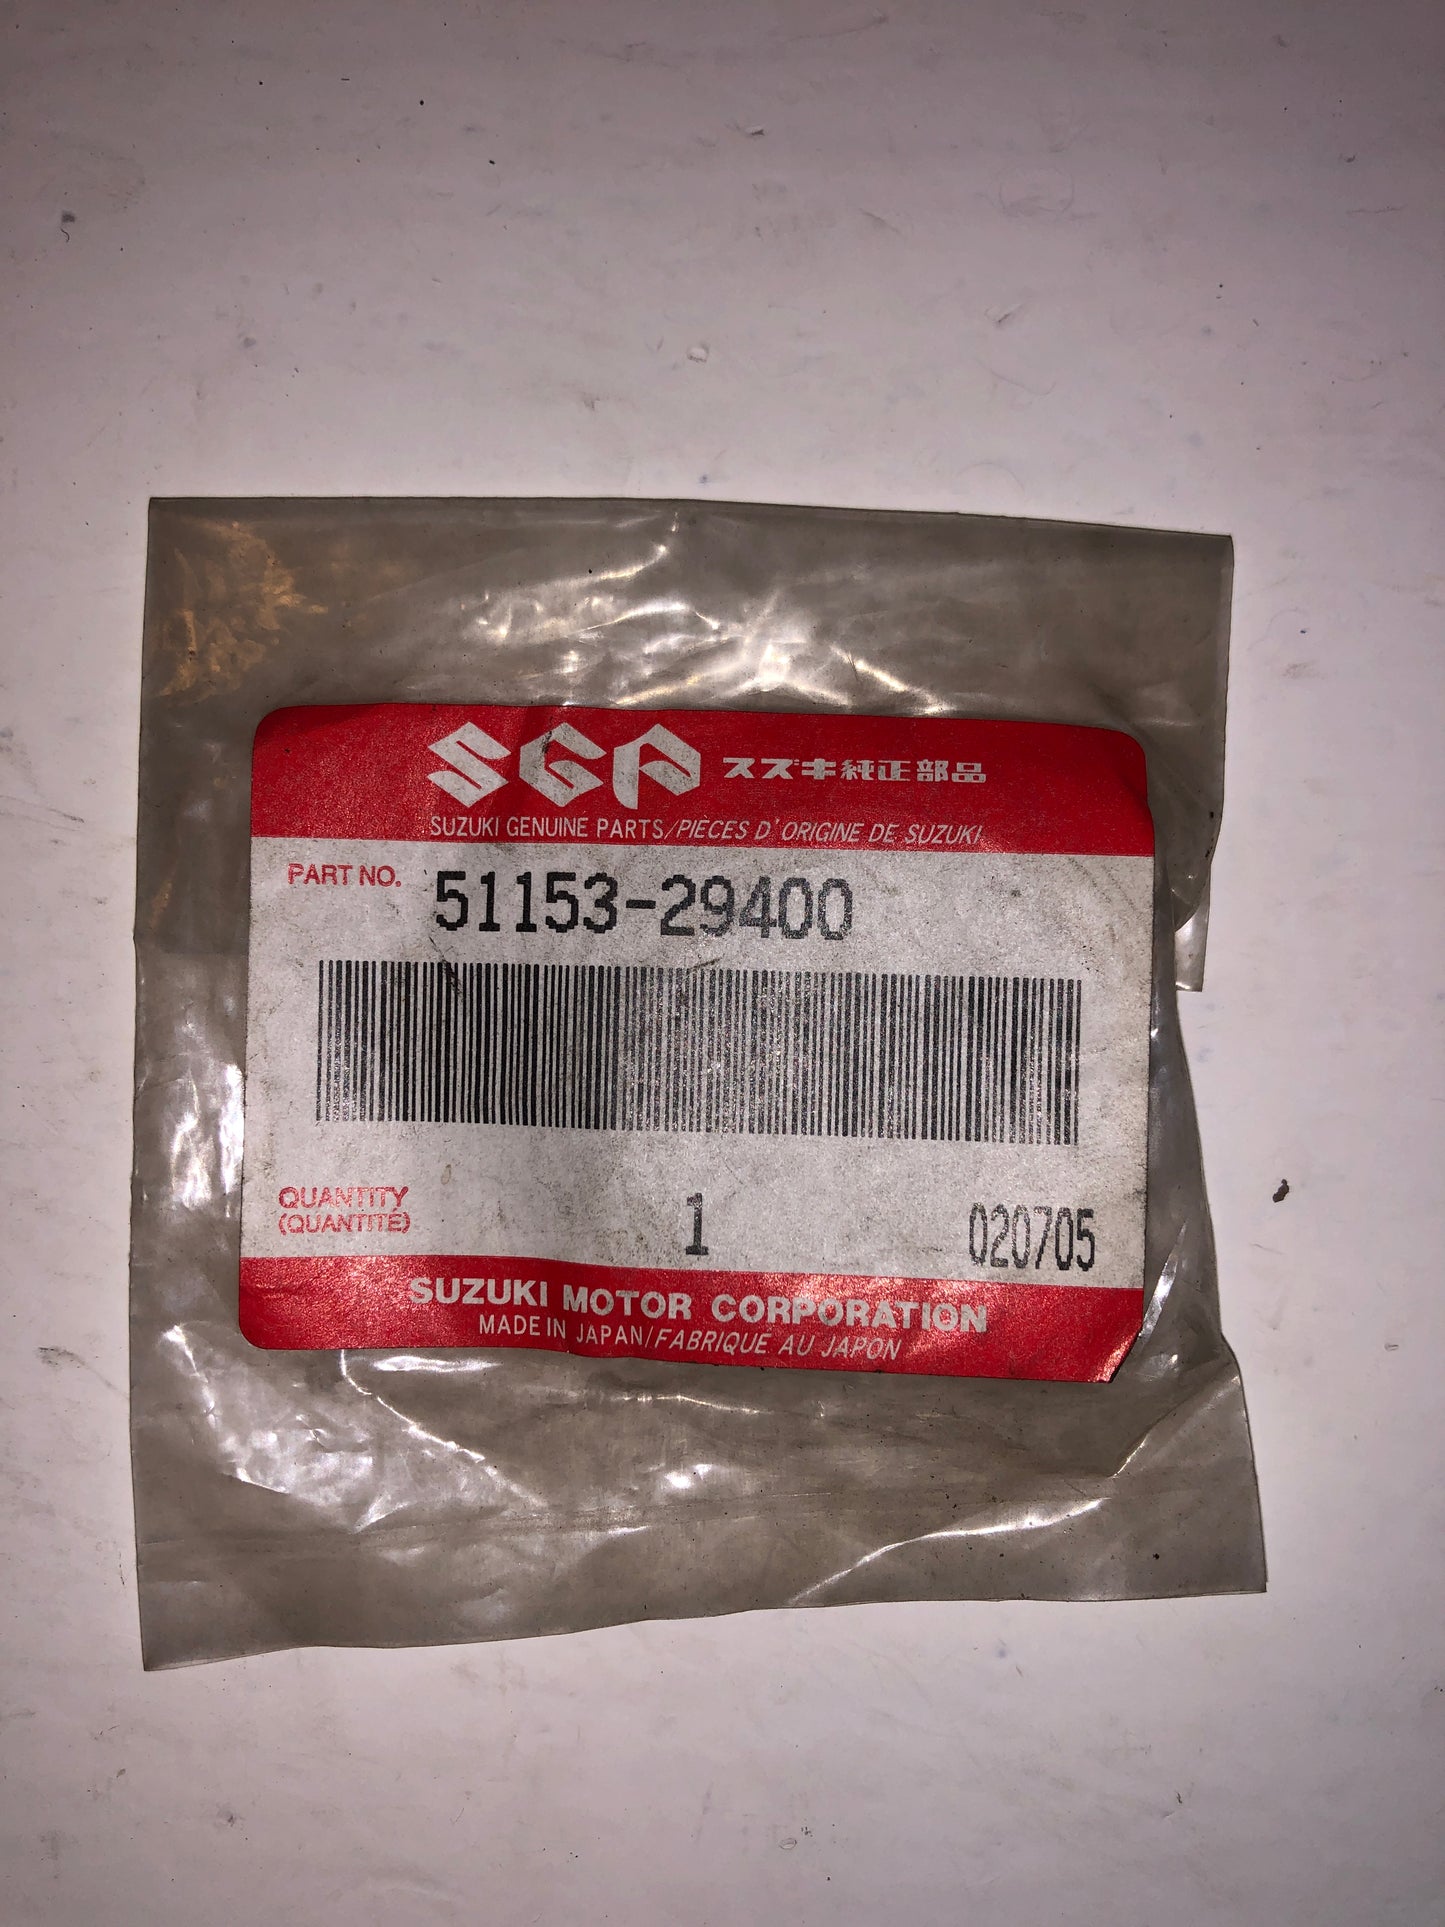 SGP スズキ純正部品
SUZUKI GENUINE PARTS/PIECES D'ORIGINE DE SUZUKI
PART NO. 51153-29400
QUANTITY
(QUANTITÉ) 1 020705
SUZUKI MOTOR CORPORATION
MADE IN JAPAN/FABRIQUE AU JAPON